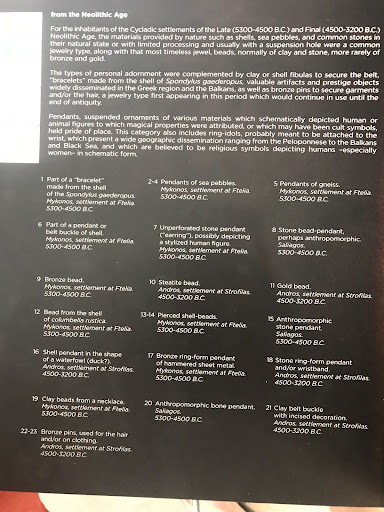 from the Neolithic Age
For the inhabitants of the Cycladic settlements of the Late (5300-4500 B.C.) and Final (4500-3200 B.C.)
Neolithic Age, the materials provided by nature such as shells, sea pebbles, and common stones in
their natural state or with limited processing and usually with a suspension hole were a common
jewelry type, along with that most timeless jewel, beads, normally of clay and stone, more rarely of
bronze and gold.
The types of personal adornment were complemented by clay or shell fibulas to secure the belt,
"bracelets" made from the shell of Spondylus gaederopus, valuable artifacts and prestige objects
widely disseminated in the Greek region and the Balkans, as well as bronze pins to secure garments
and/or the hair, a jewelry type first appearing in this period which would continue in use until the
end of antiquity.
Pendants, suspended ornaments of various materials which schematically depicted human or
animal figures to which magical properties were attributed, or which may have been cult symbols,
held pride of place. This category also includes ring-idols, probably meant to be attached to the
wrist, which present a wide geographic dissemination ranging from the Peloponnese to the Balkans
and Black Sea, and which are believed to be religious symbols depicting humans -especially
women- in schematic form.
1 Part of a "bracelet"
made from the shell
of the Spondylus gaederopus.
Mykonos, settlement at Ftelia.
5300-4500 B.C.
2-4 Pendants of sea pebbles.
Mykonos, settlement at Ftelia.
5300-4500 B.C.
5 Pendants of gneiss.
Mykonos, settlement at Ftelia.
5300-4500 B.C.
6 Part of a pendant or
belt buckle of shell.
Mykonos, settlement at Ftelia.
5300-4500 B.C.
7 Unperforated stone pendant
("earring"), possibly depicting
a stylized human figure.
Mykonos, settlement at Ftelia.
5300-4500 B.C.
8 Stone bead-pendant,
perhaps anthropomorphic.
Saliagos.
5300-4500 B.C.
9 Bronze bead.
Mykonos, settlement at Ftelia.
5300-4500 B.C.
10 Steatite bead.
Andros, settlement at Strofilas.
4500-3200 B.C.
11 Gold bead.
Andros, settlement at Strofilas.
4500-3200 B.C.
12 Bead from the shell
of columbella rustica.
Mykonos, settlement at Ftelia.
5300-4500 B.C.
13-14 Pierced shell-beads.
Mykonos, settlement at Ftelia.
5300-4500 B.C.
15 Anthropomorphic
stone pendant.
Saliagos.
5300-4500 B.C.
16 Shell pendant in the shape
of a waterfowl (duck?).
Andros, settlement at Strofilas.
4500-3200 B.C.
17 Bronze ring-form pendant
of hammered sheet metal.
Mykonos, settlement at Ftelia.
5300-4500 B.C.
18 Stone ring-form pendant
and/or wristband.
Andros, settlement at Strofilas.
4500-3200 B.C.
19 Clay beads from a necklace.
Mykonos, settlement at Ftelia.
5300-4500 B.C.
20 Anthropomorphic bone pendant.
Saliagos.
5300-4500 B.C.
21 Clay belt buckle
with incised decoration.
Andros, settlement at Strofilas.
4500-3200 B.C.
22-23 Bronze pins, used for the hair
and/or on clothing.
Andros, settlement at Strofilas.
4500-3200 B.C.